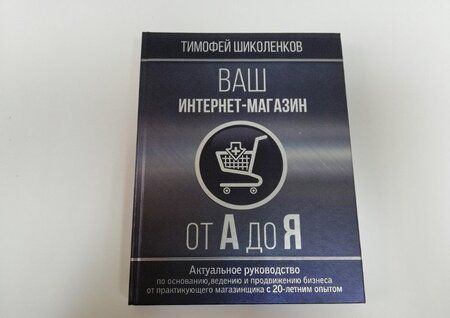 ТИМОФЕЙ ШИКОЛЕНКОВ
ВАШ
ИНТЕРНЕТ-МАГАЗИН
ОТ А ДО Я
Актуальное руководство
по основанию,ведению и продвижению бизнеса
от практикующего магазинщика с 20-летним опытом